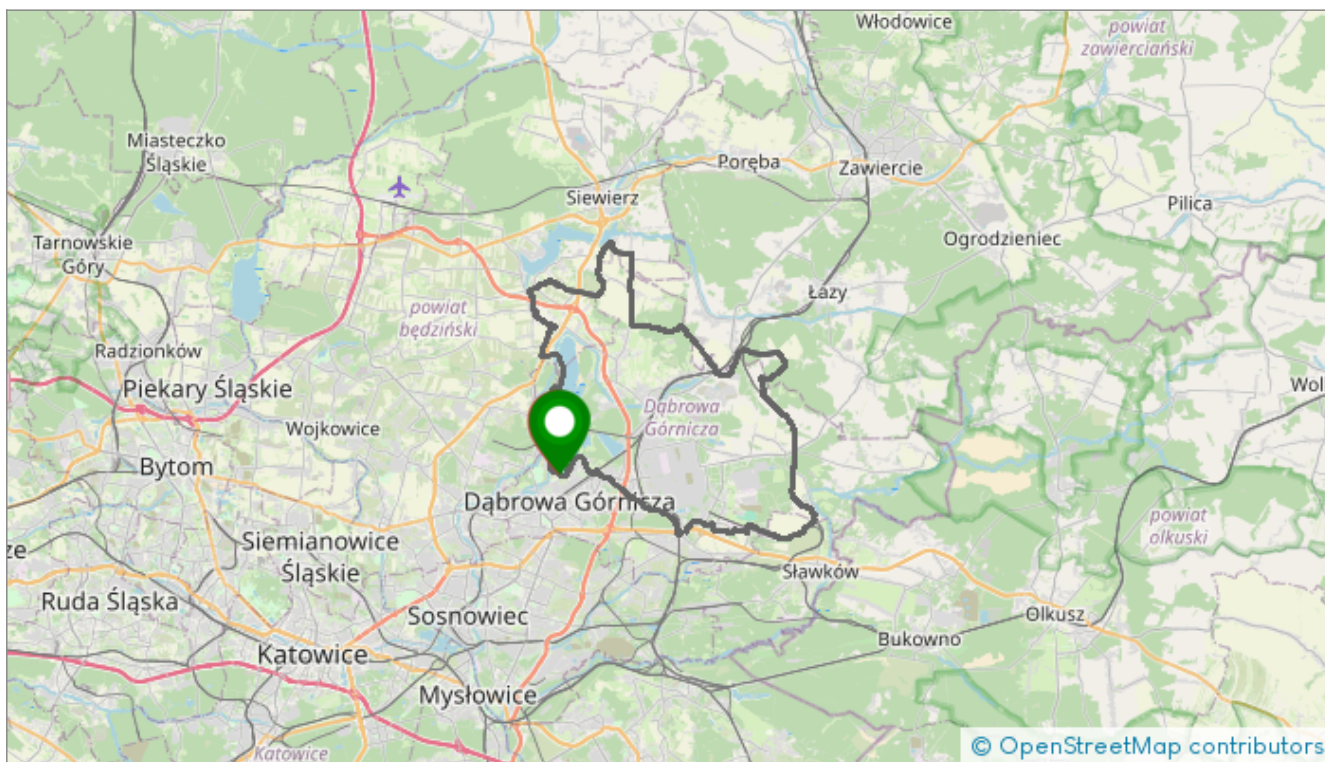 Włodowice
powiat
zawierciański
Miasteczko
Śląskie
Poręba
Zawiercie
Siewierz
Pilica
Tarnowskie
Góry
Ogrodzieniec
Łazy
powiat
będziński
Radzionków
Piekary Śląskie
Wol
Dąbrowa
Górnicza
Wojkowice
Bytom
Dąbrowa Górnicza
powiat
olkuski
Siemianowice
Śląskie
ze
Sławków
Ruda Śląska
Sosnowiec
Olkusz
Bukowno
Katowice
Mysłowice
Katowice
© OpenStreetMap contributors